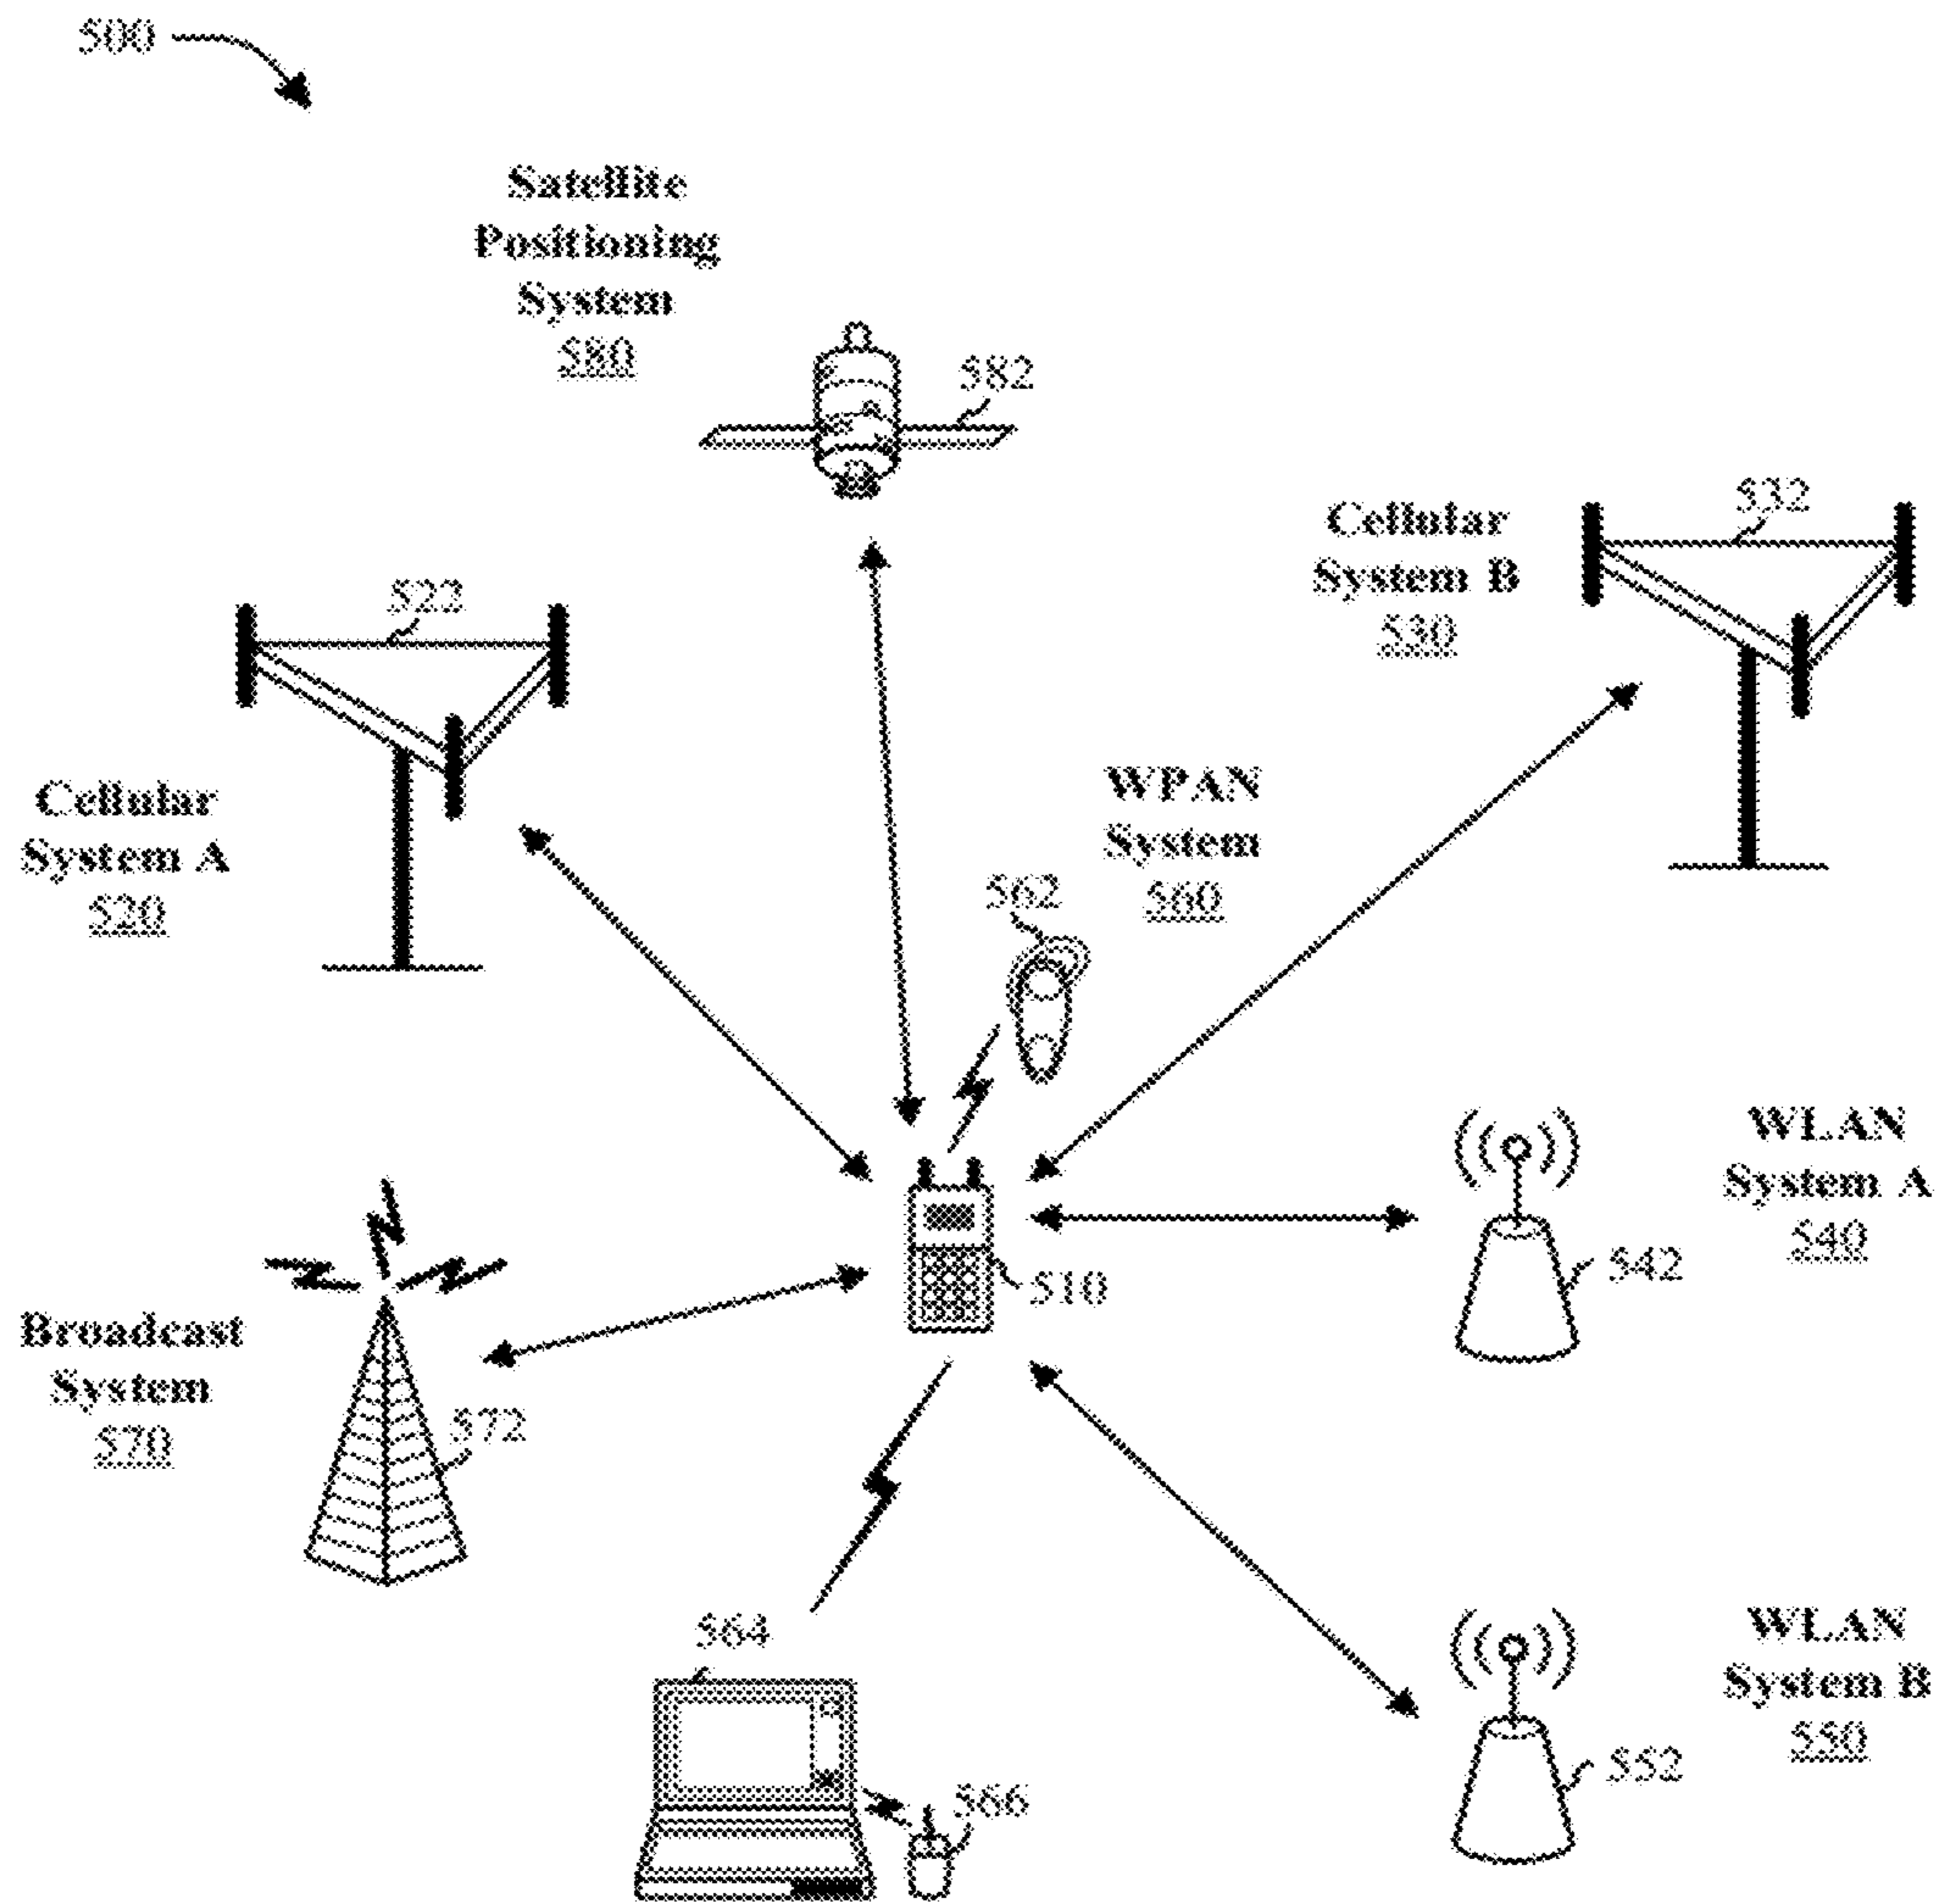 500
Satellite
Positioning
System
580
582
Cellular
System B
530
532
522
Cellular
System A
520
WPAN
System
560
562
WLAN
System A
540
542
510
Broadcast
System
570
572
564
566
WLAN
System B
550
552